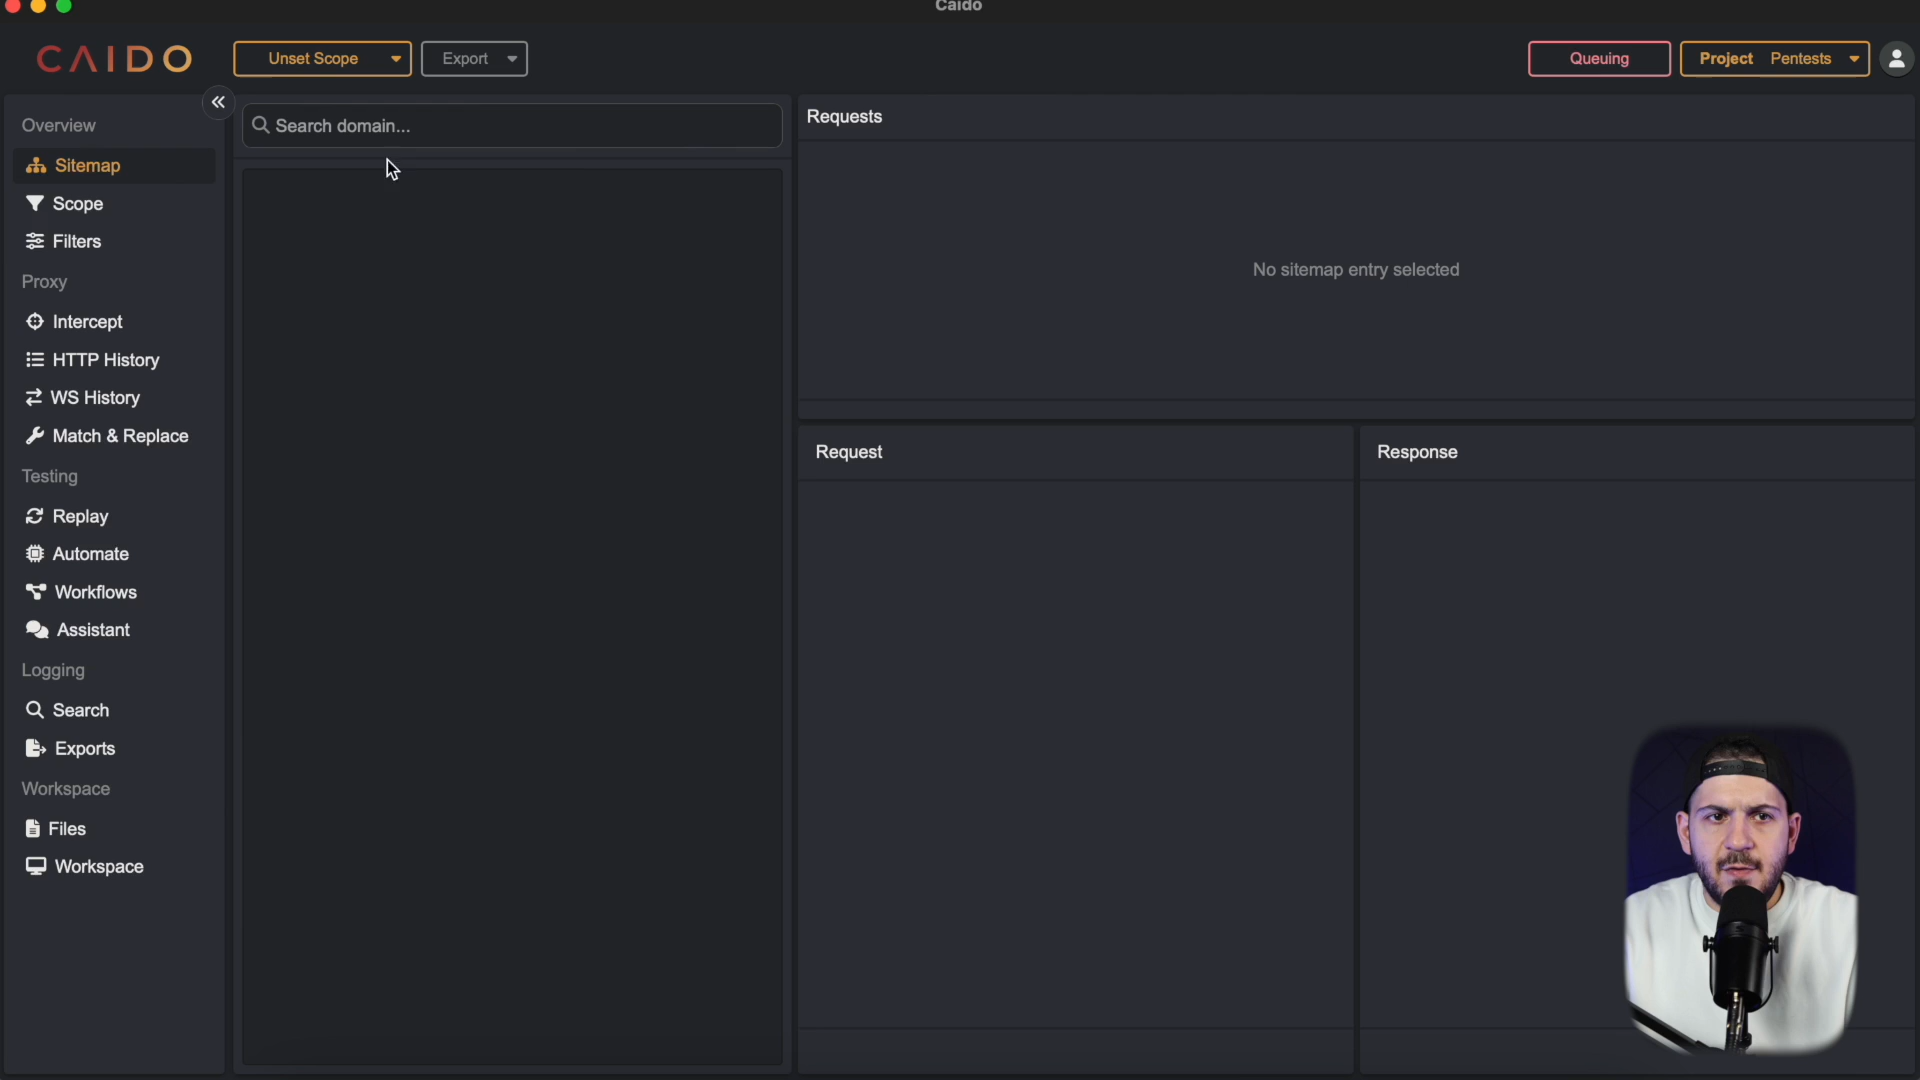 Caido
CAIDO
Unset Scope
Export
Queuing
Project Pentests
Overview
Sitemap
Scope
Filters
Proxy
Intercept
HTTP History
WS History
Match & Replace
Testing
Replay
Automate
Workflows
Assistant
Logging
Search
Exports
Workspace
Files
Workspace
Search domain...
Requests
No sitemap entry selected
Request
Response